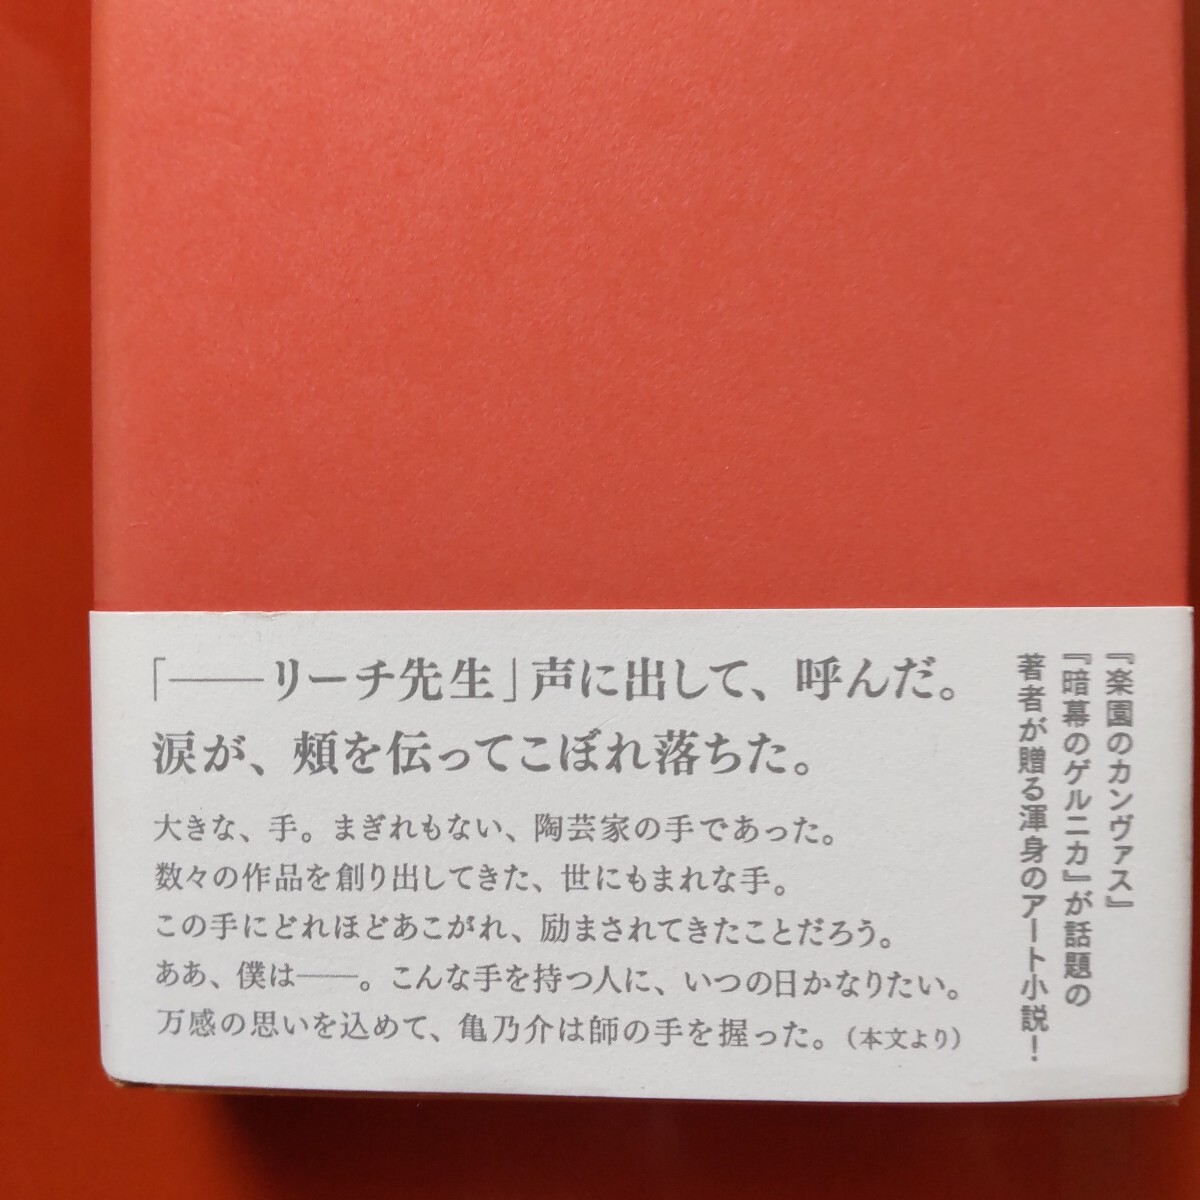 「――リーチ先生」声に出して、呼んだ。
涙が、頬を伝ってこぼれ落ちた。
大きな、手。まぎれもない、陶芸家の手であった。
数々の作品を創り出してきた、世にもまれな手。
この手にどれほどあこがれ、励まされてきたことだろう。
ああ、僕は――。こんな手を持つ人に、いつの日かなりたい。
万感の思いを込めて、亀乃介は師の手を握った。（本文より）
『楽園のカンヴァス』
『暗幕のゲルニカ』が話題の
著者が贈る渾身のアート小説！